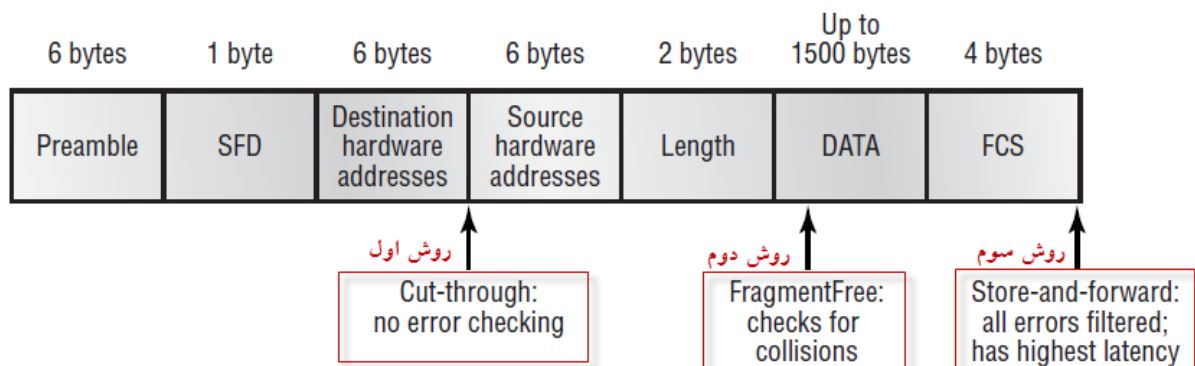 Up to
6 bytes 1 byte 6 bytes 6 bytes 2 bytes 1500 bytes 4 bytes
Preamble
SFD
Destination
hardware
addresses
Source
hardware
addresses
Length
DATA
FCS
روش اول
Cut-through:
no error checking
روش دوم
FragmentFree:
checks for
collisions
روش سوم
Store-and-forward:
all errors filtered;
has highest latency